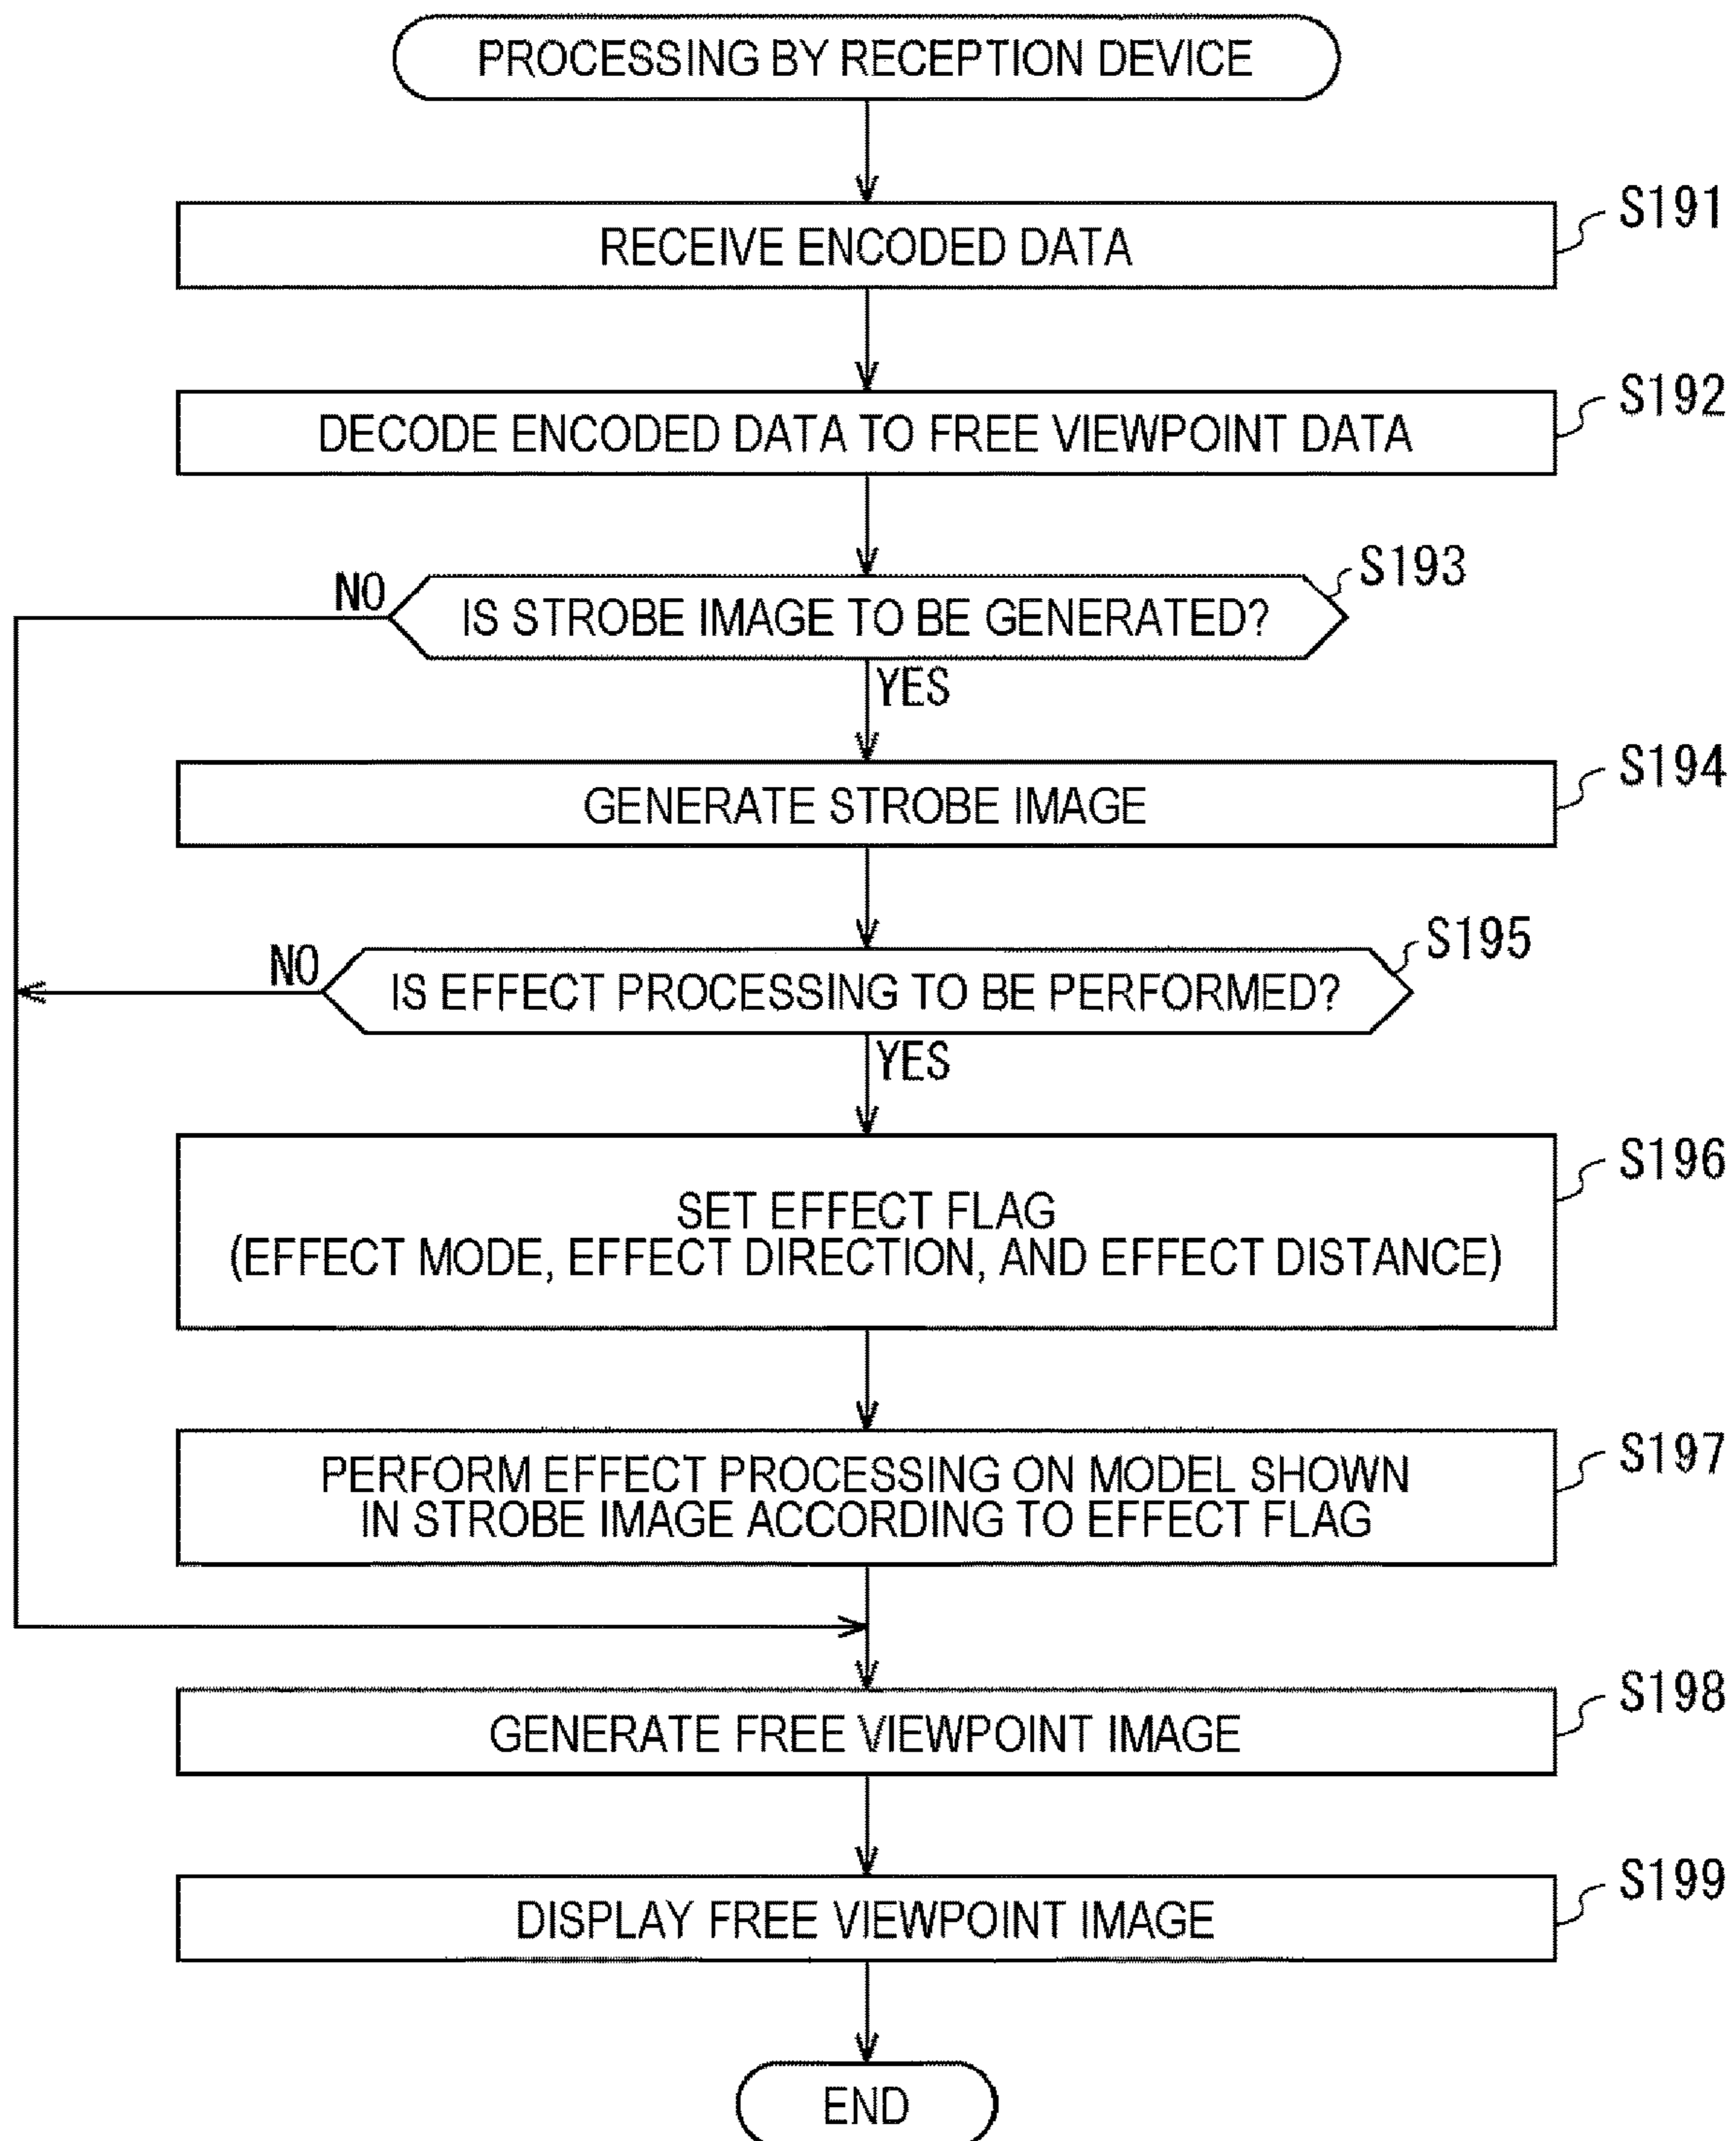 PROCESSING BY RECEPTION DEVICE
S191
RECEIVE ENCODED DATA
S192
DECODE ENCODED DATA TO FREE VIEWPOINT DATA
S193
NO
IS STROBE IMAGE TO BE GENERATED?
YES
S194
GENERATE STROBE IMAGE
S195
NO
IS EFFECT PROCESSING TO BE PERFORMED?
YES
S196
SET EFFECT FLAG
(EFFECT MODE, EFFECT DIRECTION, AND EFFECT DISTANCE)
S197
PERFORM EFFECT PROCESSING ON MODEL SHOWN
IN STROBE IMAGE ACCORDING TO EFFECT FLAG
S198
GENERATE FREE VIEWPOINT IMAGE
S199
DISPLAY FREE VIEWPOINT IMAGE
END